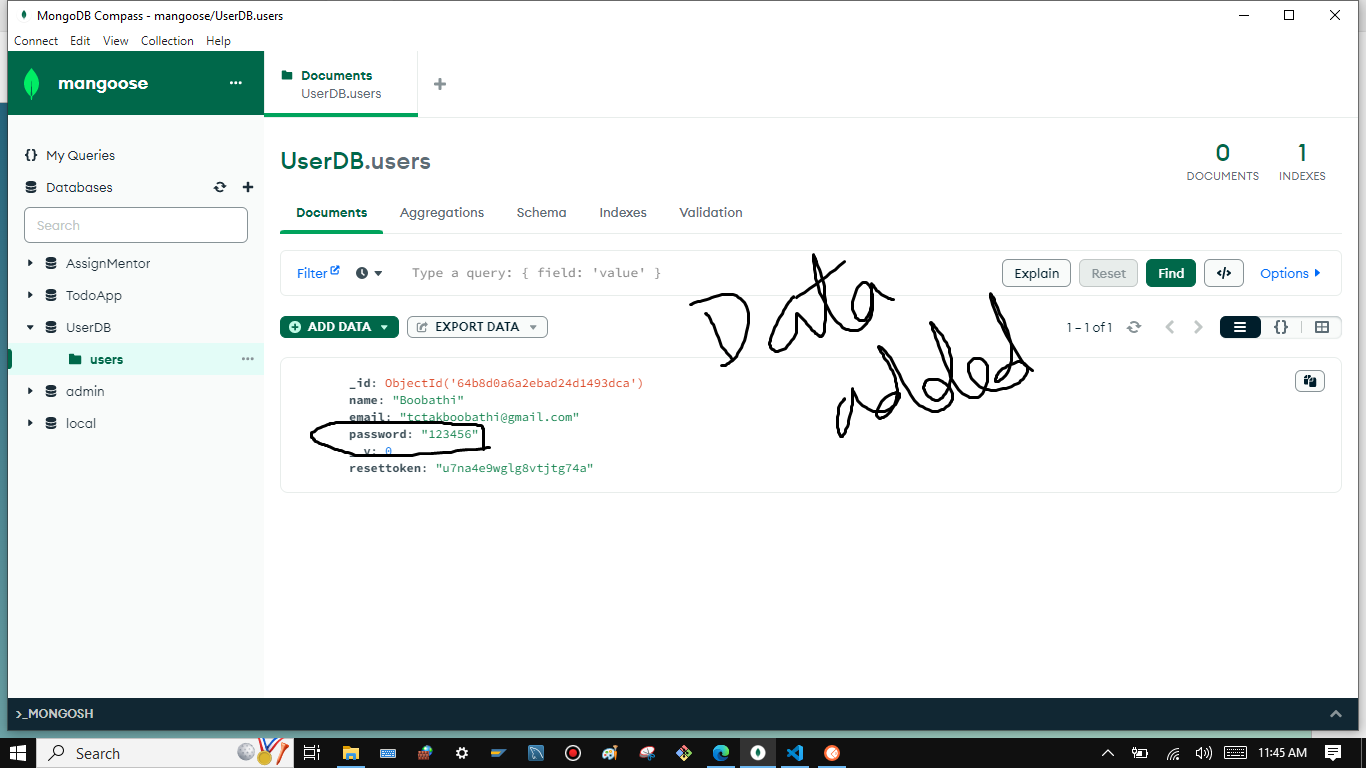 MongoDB Compass - mangoose/UserDB.users
Connect Edit View Collection Help
mangoose
Documents
UserDB.users
My Queries
Databases
Search
AssignMentor
TodoApp
UserDB
users
admin
local
UserDB.users
0
DOCUMENTS
1
INDEXES
Documents Aggregations Schema Indexes Validation
Filter
Type a query: { field: 'value' }
Explain Reset Find </> Options
ADD DATA
EXPORT DATA
1 – 1 of 1
{}
Data
added
_id: ObjectId('64b8d0a6a2ebad24d1493dca')
name: "Boobathi"
email: "tctakboobathi@gmail.com"
password: "123456"
__v: 0
resettoken: "u7na4e9wglg8vtjtg74a"
>_MONGOSH
Search
11:45 AM